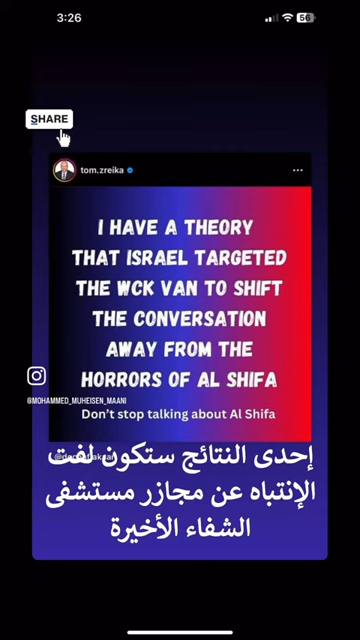 3:26
56
SHARE
tom.zreika
I HAVE A THEORY
THAT ISRAEL TARGETED
THE WCK VAN TO SHIFT
THE CONVERSATION
AWAY FROM THE
HORRORS OF AL SHIFA
Don't stop talking about Al Shifa
@MOHAMMED_MUHEISEN_MAANI
إحدى النتائج ستكون لفت
الإنتباه عن مجازر مستشفى
الشفاء الأخيرة